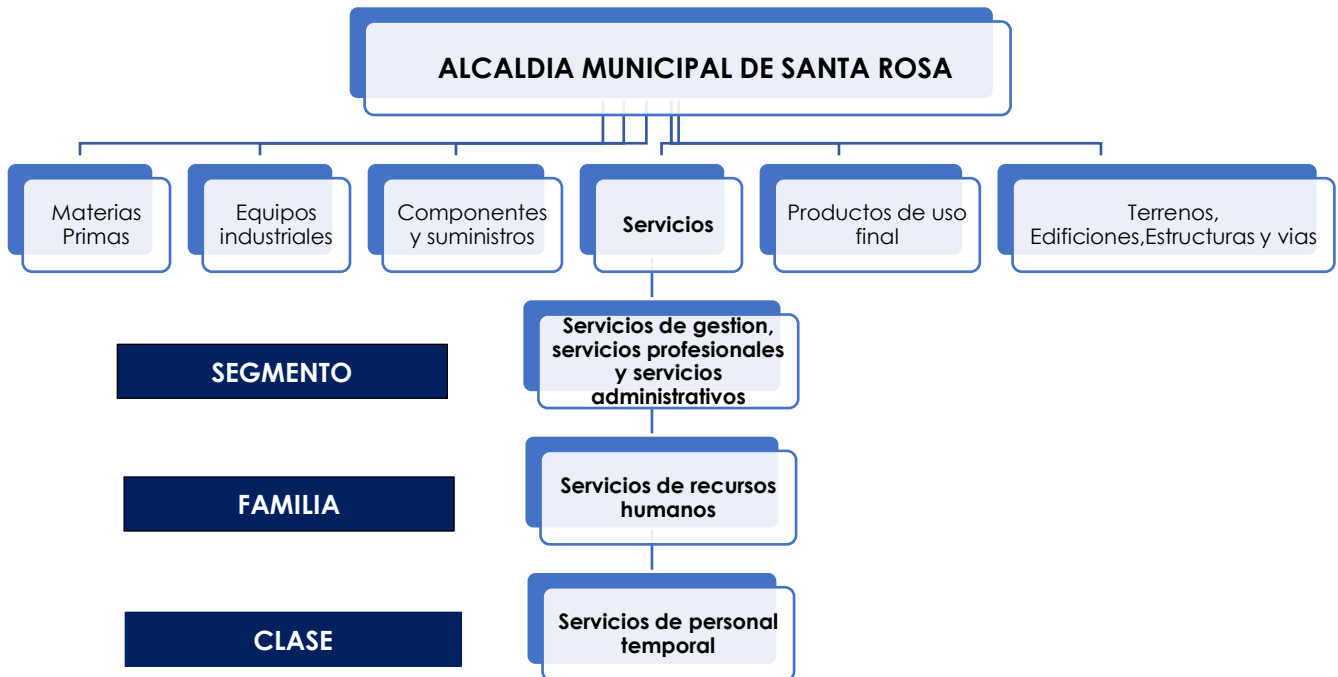 ALCALDIA MUNICIPAL DE SANTA ROSA
Materias
Primas
Equipos
industriales
Componentes
y suministros
Servicios
Productos de uso
final
Terrenos,
Edificiones,Estructuras y vias
SEGMENTO
Servicios de gestion,
servicios profesionales
y servicios
administrativos
FAMILIA
Servicios de recursos
humanos
CLASE
Servicios de personal
temporal